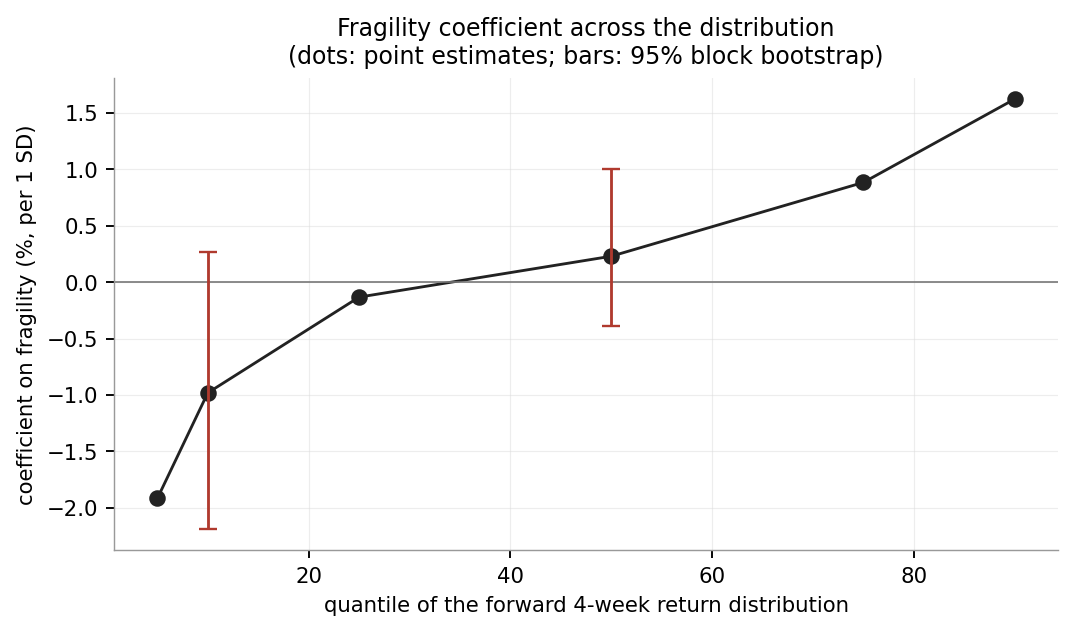 Fragility coefficient across the distribution
(dots: point estimates; bars: 95% block bootstrap)
coefficient on fragility (%, per 1 SD)
1.5
1.0
0.5
0.0
−0.5
−1.0
−1.5
−2.0
20 40 60 80
quantile of the forward 4-week return distribution